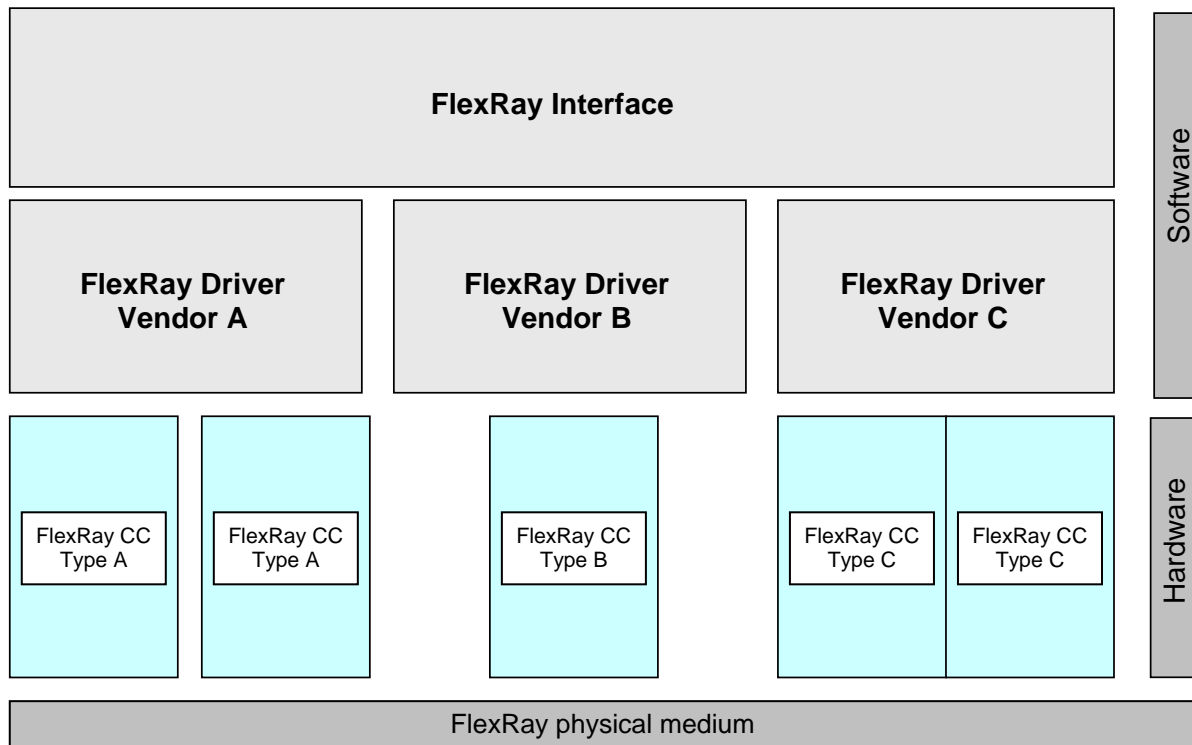 FlexRay Interface
Software
FlexRay Driver
Vendor A
FlexRay Driver
Vendor B
FlexRay Driver
Vendor C
FlexRay CC
Type A
FlexRay CC
Type A
FlexRay CC
Type B
FlexRay CC
Type C
FlexRay CC
Type C
Hardware
FlexRay physical medium